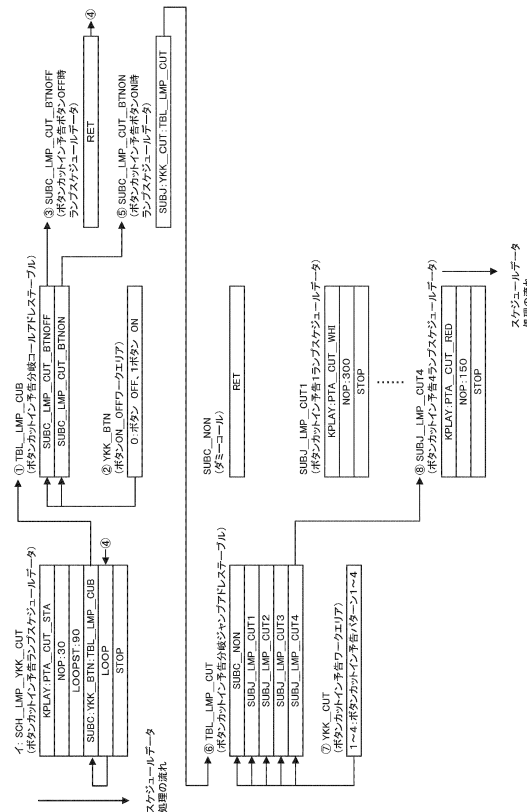 イ: SCH_LMP_YKK_CUT
(ボタンカットイン予告ランプスケジュールデータ)
KPLAY:PTA_CUT_STA
NOP:30
LOOPST:90
SUBC:YKK_BTN:TBL_LMP_CUB
LOOP
STOP
④
スケジュールデータ
処理の流れ
① TBL_LMP_CUB
(ボタンカットイン予告分岐コールアドレステーブル)
SUBC_LMP_CUT_BTNOFF
SUBC_LMP_CUT_BTNON
② YKK_BTN
(ボタンON_OFFワークエリア)
0:ボタン OFF、1ボタン ON
③ SUBC_LMP_CUT_BTNOFF
(ボタンカットイン予告ボタンOFF時
ランプスケジュールデータ)
RET
④
⑤ SUBC_LMP_CUT_BTNON
(ボタンカットイン予告ボタンON時
ランプスケジュールデータ)
SUBJ:YKK_CUT:TBL_LMP_CUT
⑥ TBL_LMP_CUT
(ボタンカットイン予告分岐ジャンプアドレステーブル)
SUBC_NON
SUBJ_LMP_CUT1
SUBJ_LMP_CUT2
SUBJ_LMP_CUT3
SUBJ_LMP_CUT4
⑦ YKK_CUT
(ボタンカットイン予告ワークエリア)
1~4:ボタンカットイン予告パターン1~4
SUBC_NON
(ダミーコール)
RET
SUBJ_LMP_CUT1
(ボタンカットイン予告1ランプスケジュールデータ)
KPLAY:PTA_CUT_WHI
NOP:300
STOP
……
⑧ SUBJ_LMP_CUT4
(ボタンカットイン予告4ランプスケジュールデータ)
KPLAY:PTA_CUT_RED
NOP:150
STOP
スケジュールデータ
処理の流れ